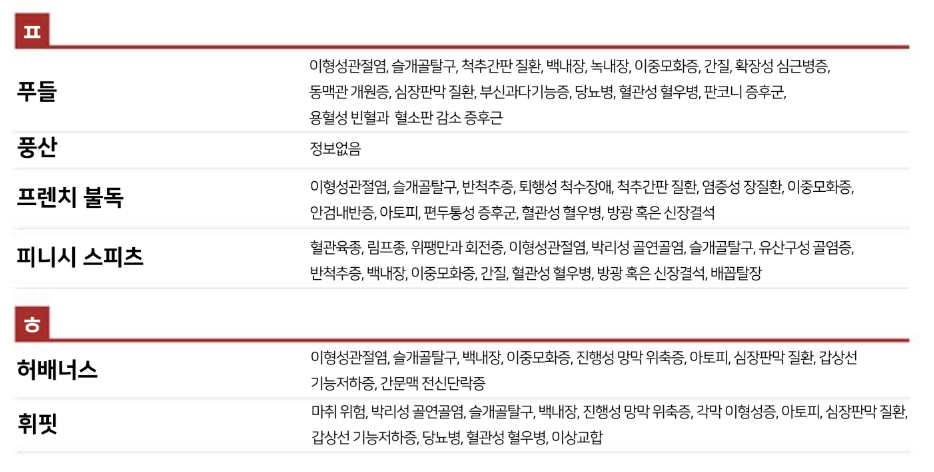 ㅍ
푸들
이형성관절염, 슬개골탈구, 척추간판 질환, 백내장, 녹내장, 이중모화증, 간질, 확장성 심근병증,
동맥관 개원증, 심장판막 질환, 부신과다기능증, 당뇨병, 혈관성 혈우병, 판코니 증후군,
용혈성 빈혈과 혈소판 감소 증후근
풍산
정보없음
프렌치 불독
이형성관절염, 슬개골탈구, 반척추증, 퇴행성 척수장애, 척추간판 질환, 염증성 장질환, 이중모화증,
안검내반증, 아토피, 편두통성 증후군, 혈관성 혈우병, 방광 혹은 신장결석
피니시 스피츠
혈관육종, 림프종, 위팽만과 회전증, 이형성관절염, 박리성 골연골염, 슬개골탈구, 유산구성 골염증,
반척추증, 백내장, 이중모화증, 간질, 혈관성 혈우병, 방광 혹은 신장결석, 배꼽탈장
ㅎ
허배너스
이형성관절염, 슬개골탈구, 백내장, 이중모화증, 진행성 망막 위축증, 아토피, 심장판막 질환, 갑상선
기능저하증, 간문맥 전신단락증
휘핏
마취 위험, 박리성 골연골염, 슬개골탈구, 백내장, 진행성 망막 위축증, 각막 이형성증, 아토피, 심장판막 질환,
갑상선 기능저하증, 당뇨병, 혈관성 혈우병, 이상교합